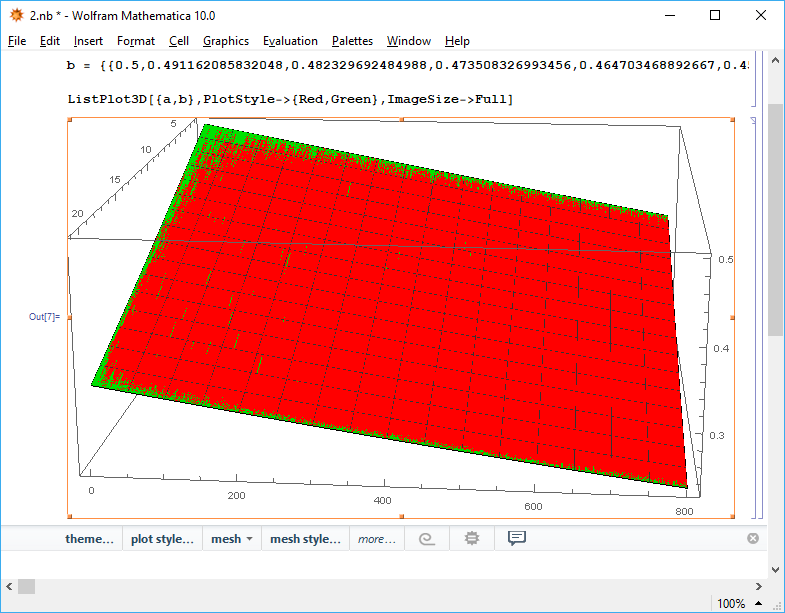 2.nb * - Wolfram Mathematica 10.0
File Edit Insert Format Cell Graphics Evaluation Palettes Window Help
b = {{0.5,0.491162085832048,0.482329692484988,0.473508326993456,0.464703468892667,0.45
ListPlot3D[{a,b},PlotStyle->{Red,Green},ImageSize->Full]
5
10
15
20
0.5
Out[7]=
0.4
0.3
0
200
400
600
800
theme... plot style... mesh mesh style... more...
100%